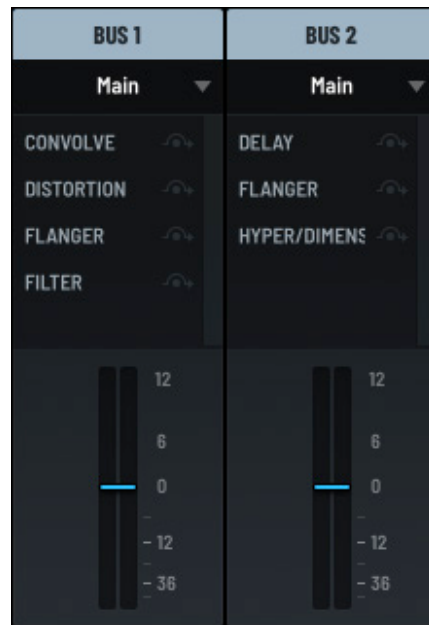 BUS 1
Main
CONVOLVE
DISTORTION
FLANGER
FILTER
12
6
0
- 12
- 36
BUS 2
Main
DELAY
FLANGER
HYPER/DIMENS
12
6
0
- 12
- 36